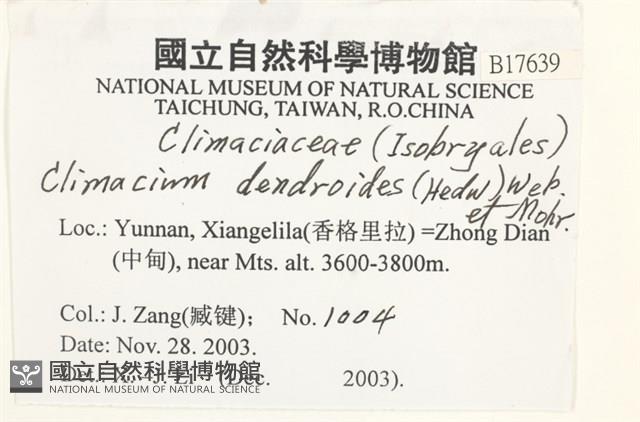 國立自然科學博物館
B17639
NATIONAL MUSEUM OF NATURAL SCIENCE
TAICHUNG, TAIWAN, R.O.CHINA
Climaciaceae (Isobryales)
Climacium dendroides (Hedw) Web.
et Mohr.
Loc.: Yunnan, Xiangelila(香格里拉) =Zhong Dian
(中甸), near Mts. alt. 3600-3800m.
Col.: J. Zang(臧键); No. 1004
Date: Nov. 28. 2003.
Li (Dec. 2003).
國立自然科學博物館
NATIONAL MUSEUM OF NATURAL SCIENCE